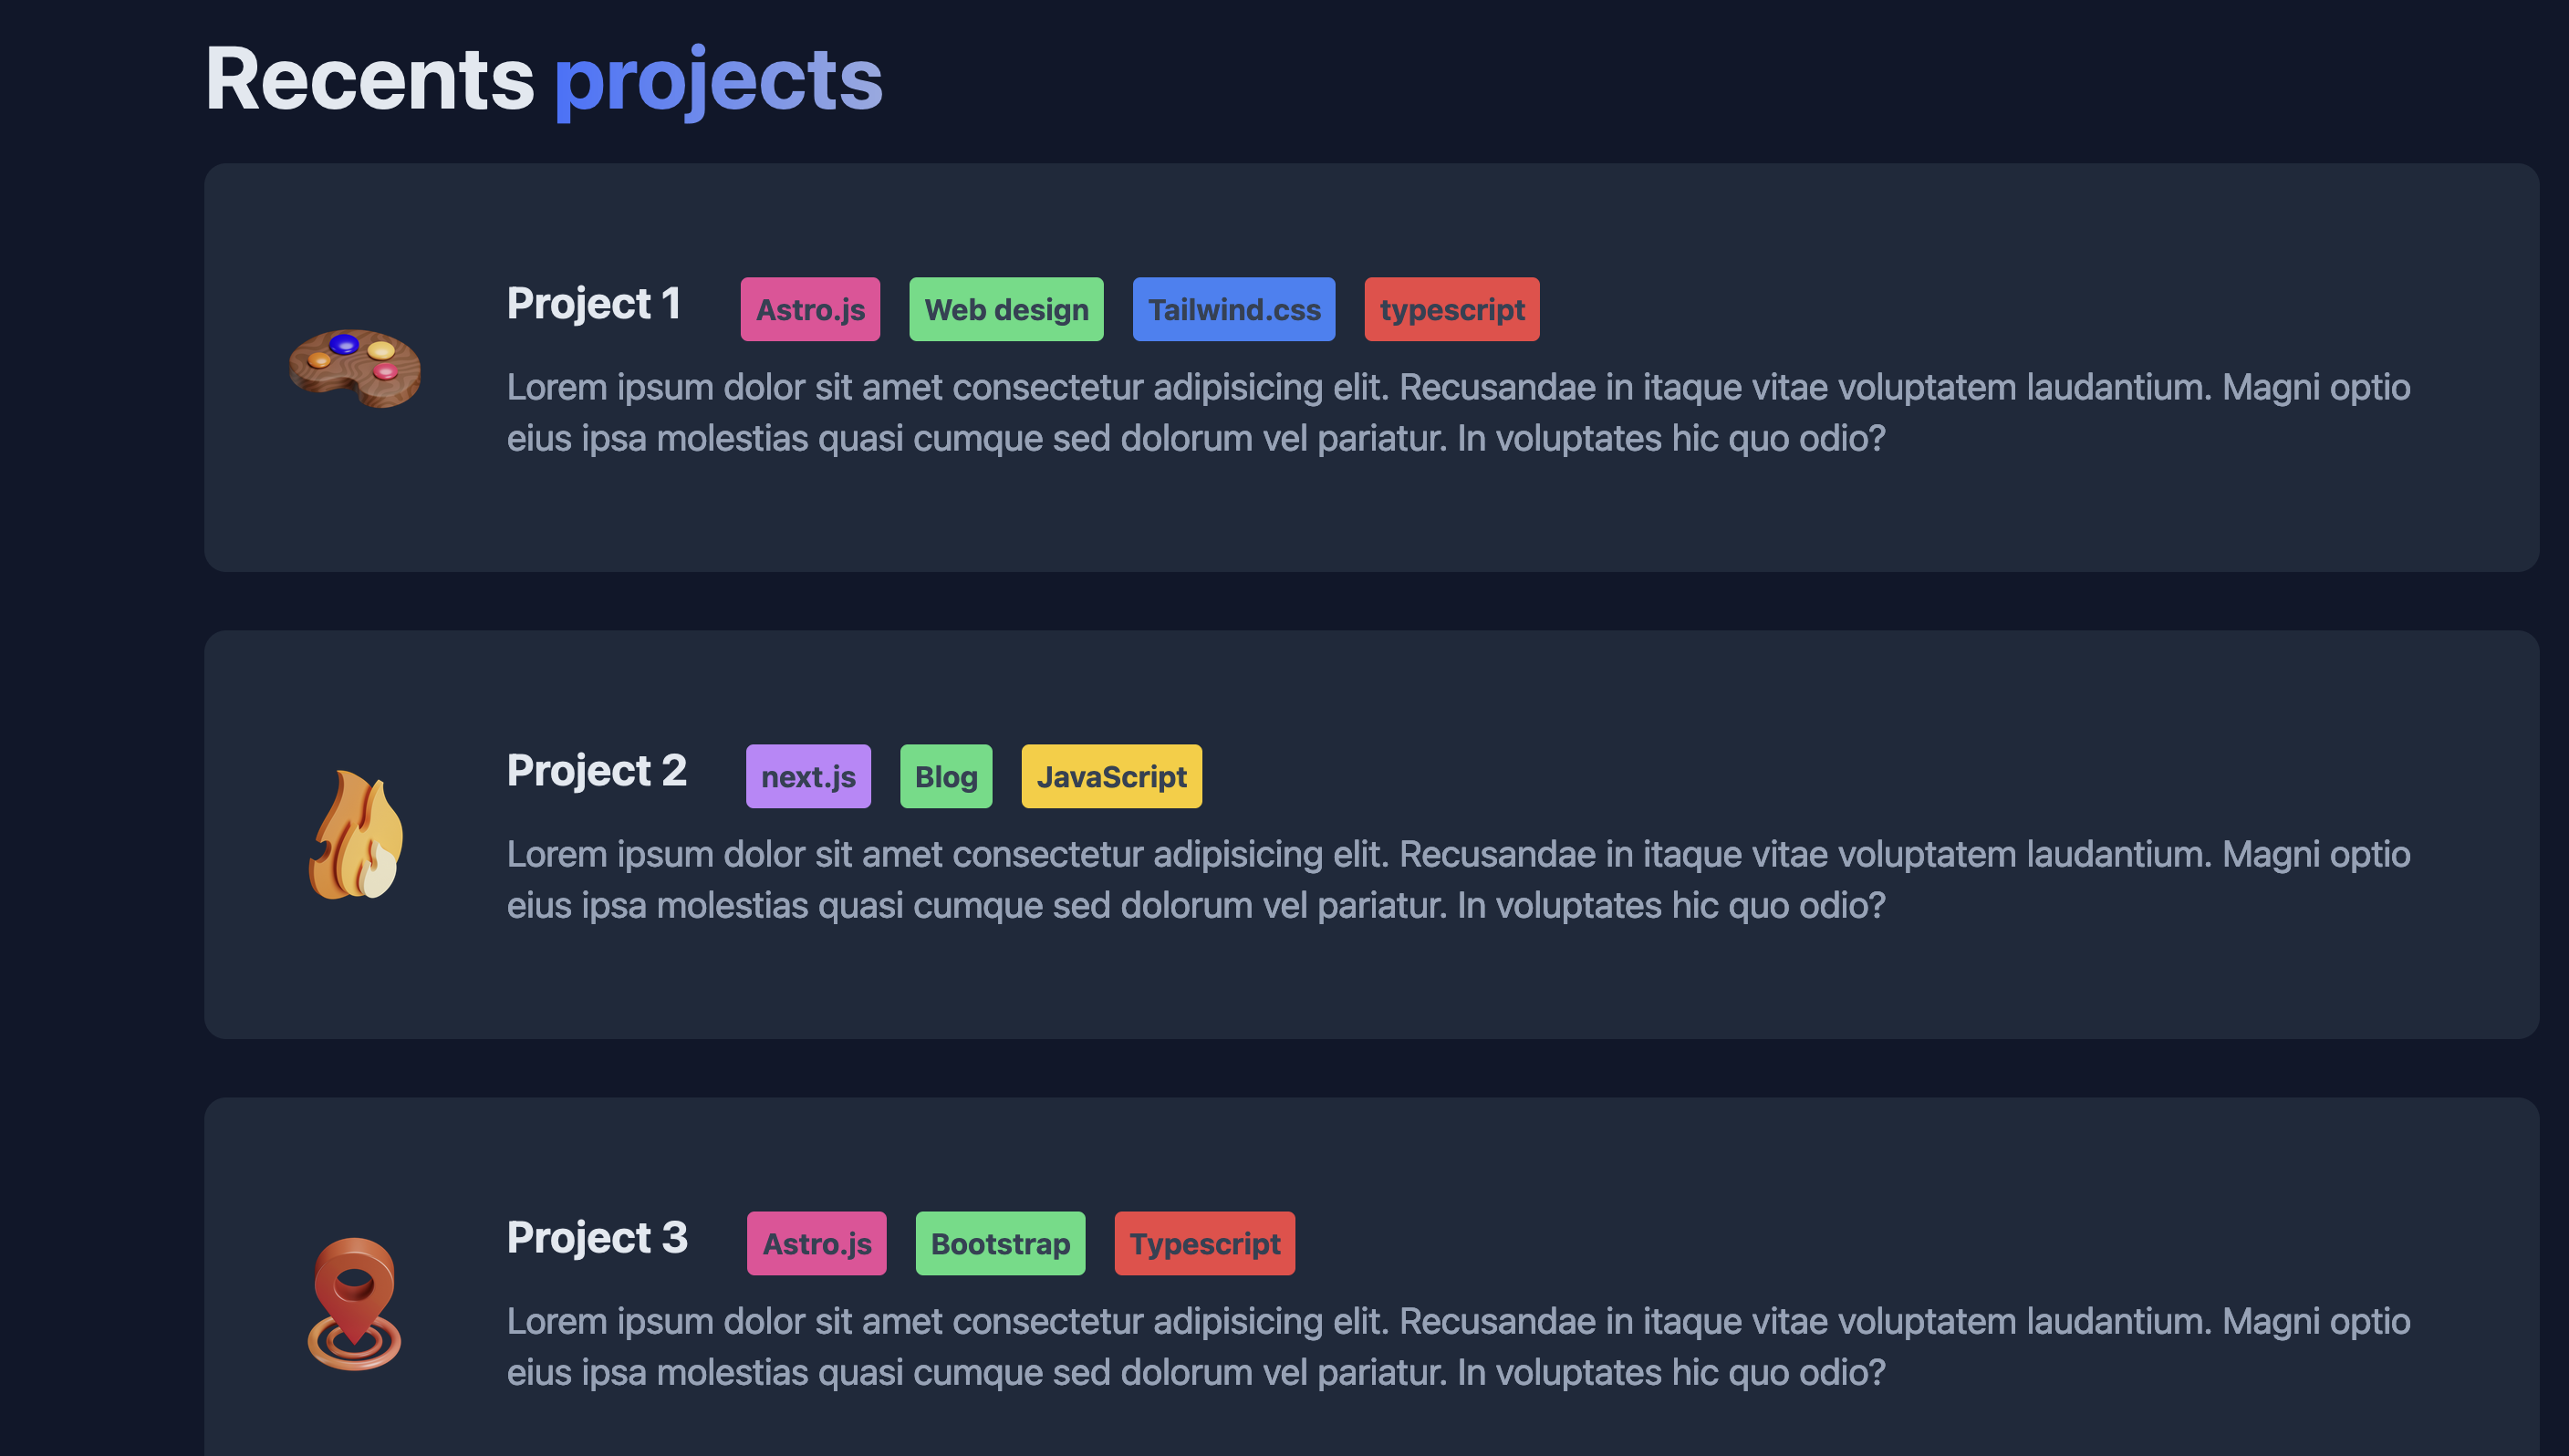 Recents projects
Project 1 Astro.js Web design Tailwind.css typescript
Lorem ipsum dolor sit amet consectetur adipisicing elit. Recusandae in itaque vitae voluptatem laudantium. Magni optio
eius ipsa molestias quasi cumque sed dolorum vel pariatur. In voluptates hic quo odio?
Project 2 next.js Blog JavaScript
Lorem ipsum dolor sit amet consectetur adipisicing elit. Recusandae in itaque vitae voluptatem laudantium. Magni optio
eius ipsa molestias quasi cumque sed dolorum vel pariatur. In voluptates hic quo odio?
Project 3 Astro.js Bootstrap Typescript
Lorem ipsum dolor sit amet consectetur adipisicing elit. Recusandae in itaque vitae voluptatem laudantium. Magni optio
eius ipsa molestias quasi cumque sed dolorum vel pariatur. In voluptates hic quo odio?